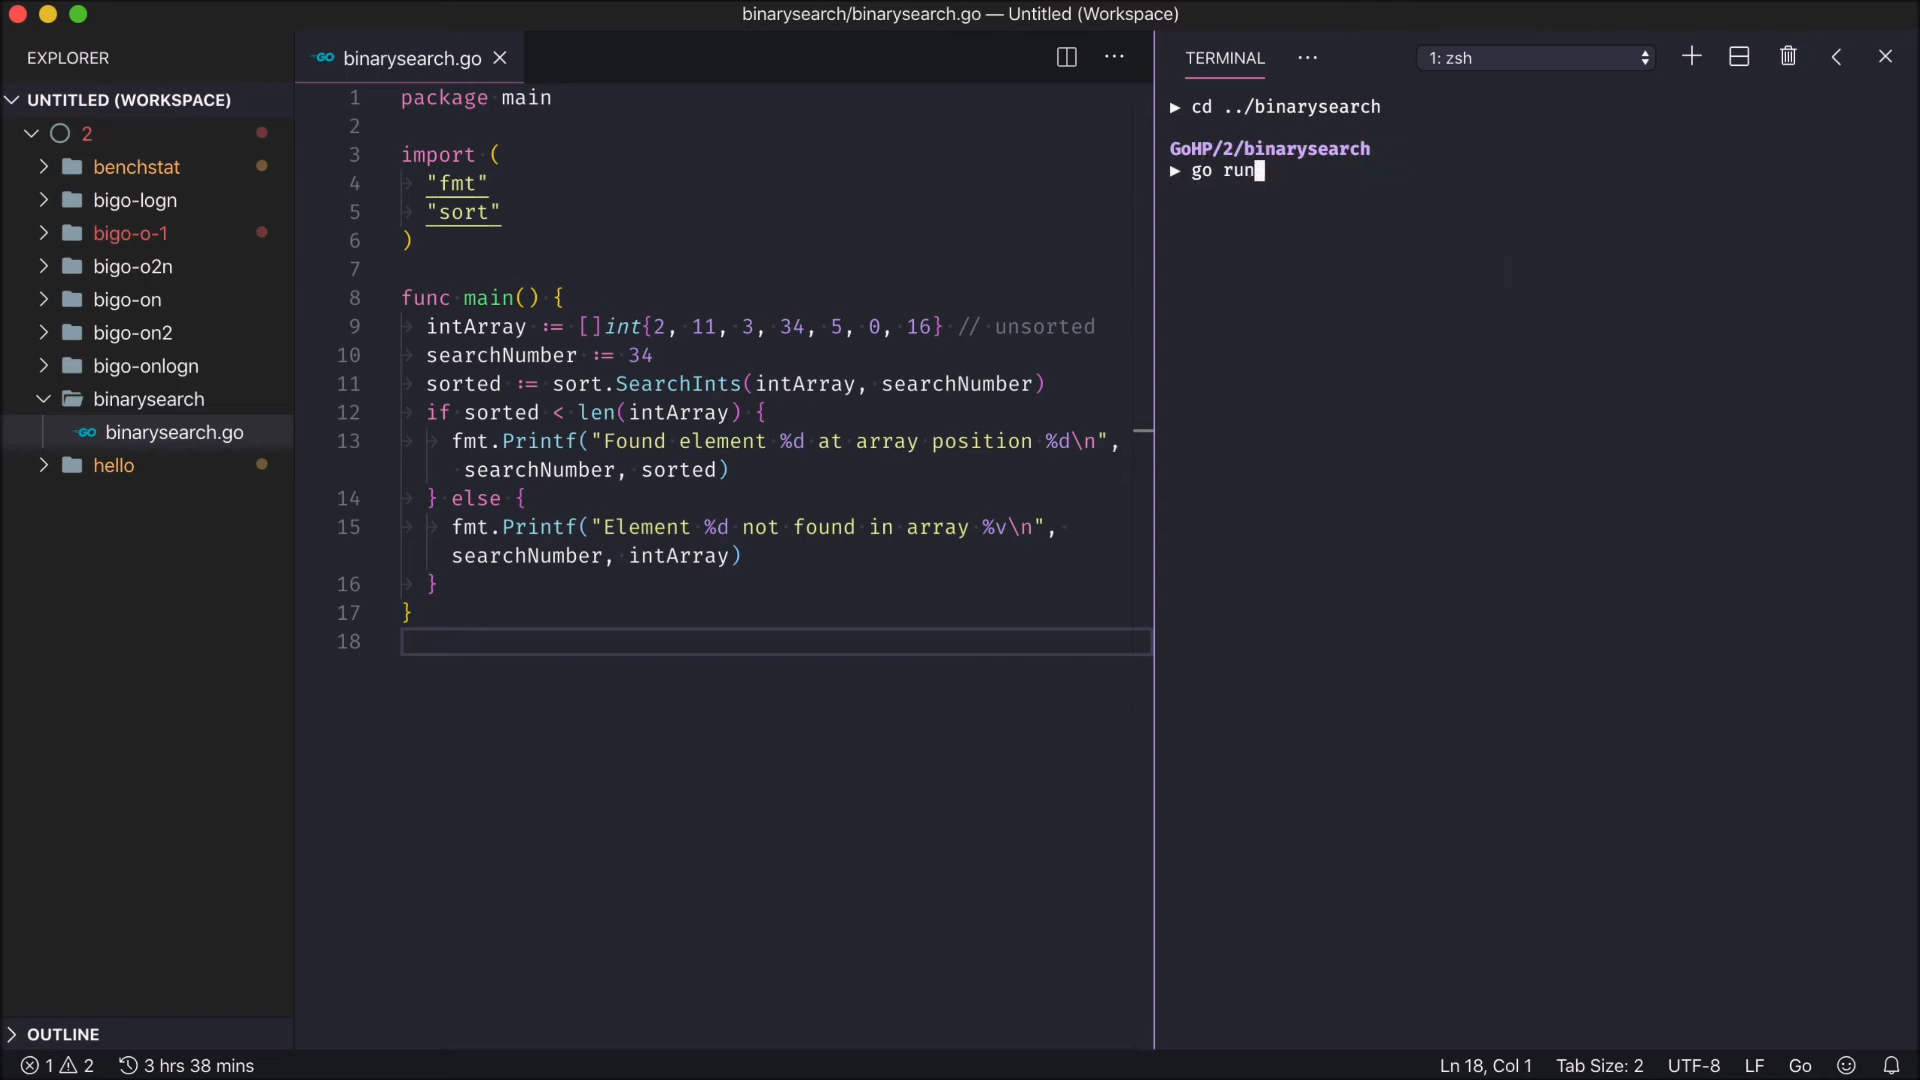 binarysearch/binarysearch.go — Untitled (Workspace)
EXPLORER
UNTITLED (WORKSPACE)
2
benchstat
bigo-logn
bigo-o-1
bigo-o2n
bigo-on
bigo-on2
bigo-onlogn
binarysearch
GO binarysearch.go
hello
OUTLINE
GO binarysearch.go
1 package main
2
3 import (
4 "fmt"
5 "sort"
6 )
7
8 func main() {
9 intArray := []int{2, 11, 3, 34, 5, 0, 16} // unsorted
10 searchNumber := 34
11 sorted := sort.SearchInts(intArray, searchNumber)
12 if sorted < len(intArray) {
13 fmt.Printf("Found element %d at array position %d\n",
searchNumber, sorted)
14 } else {
15 fmt.Printf("Element %d not found in array %v\n",
searchNumber, intArray)
16 }
17 }
18
TERMINAL
1: zsh
cd ../binarysearch
GoHP/2/binarysearch
go run
1 2 3 hrs 38 mins
Ln 18, Col 1 Tab Size: 2 UTF-8 LF Go